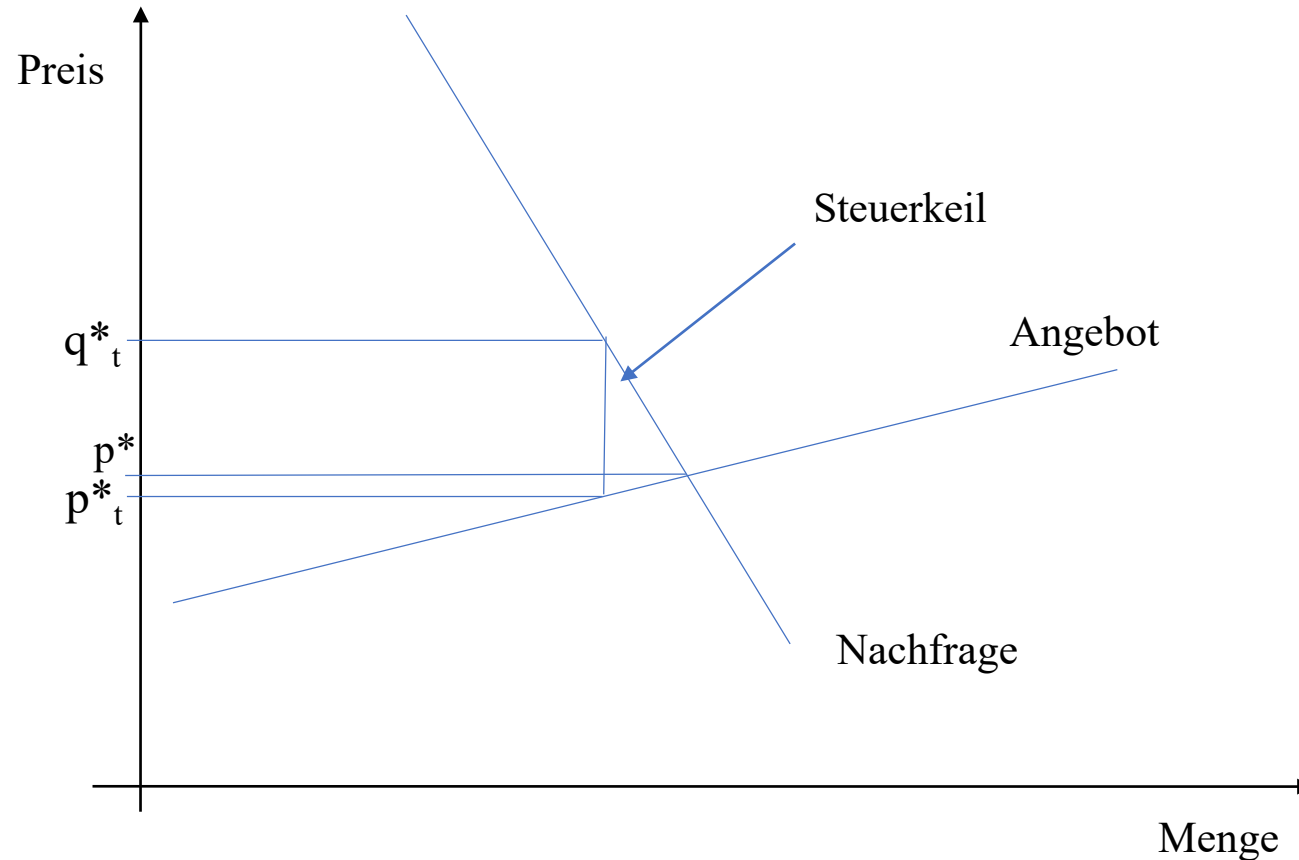 Preis
Steuerkeil
Angebot
q*t
p*
p*t
Nachfrage
Menge